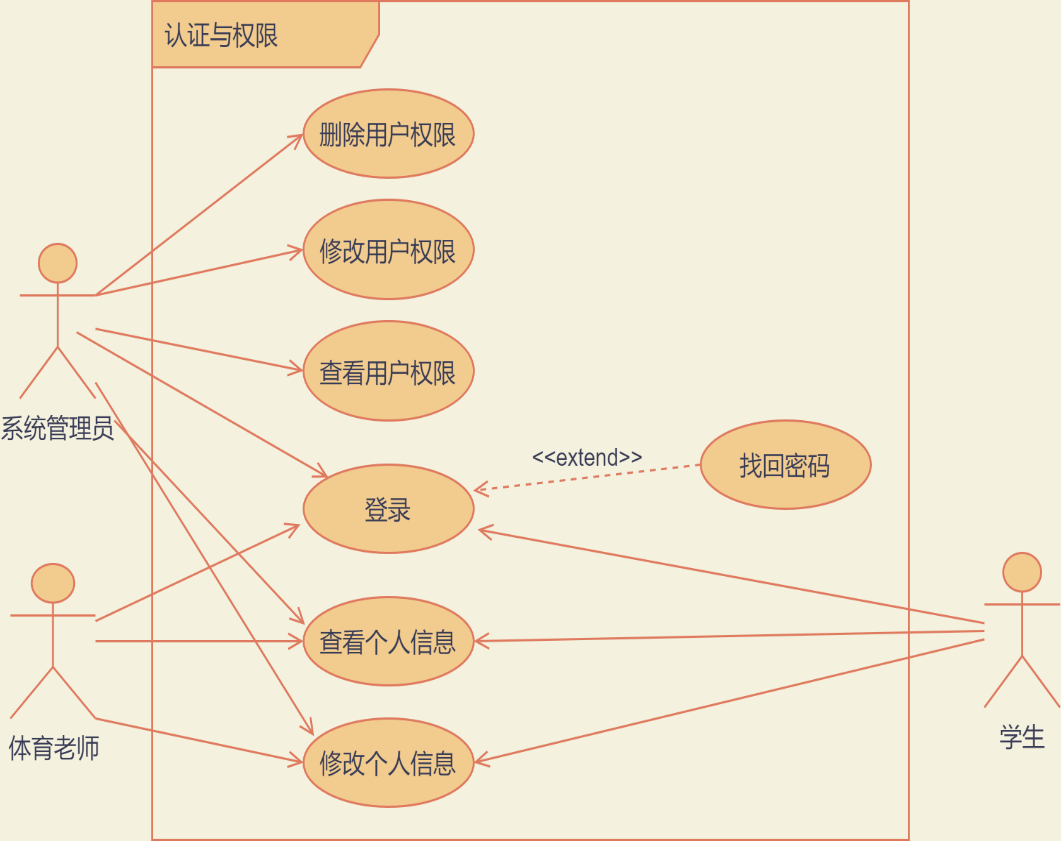 认证与权限
删除用户权限
修改用户权限
查看用户权限
系统管理员
<<extend>>
找回密码
登录
查看个人信息
体育老师
学生
修改个人信息